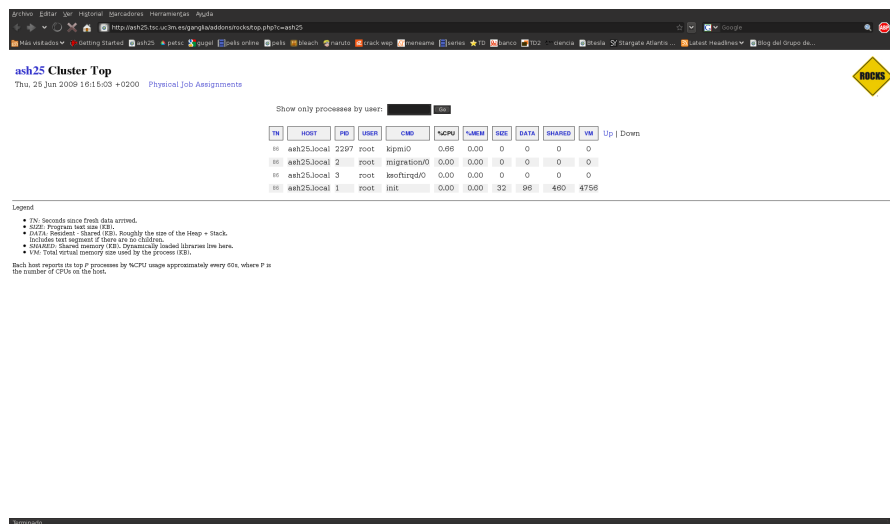 Archivo Editar Ver Historial Marcadores Herramientas Ayuda
http://ash25.tsc.uc3m.es/ganglia/addons/rocks/top.php?c=ash25
Google
Más visitados Getting Started ash25 petsc gugel pelis online pelis bleach naruto crack wep meneame series TD banco TD2 ciencia Btesla Stargate Atlantis ... Latest Headlines Blog del Grupo de...
ash25 Cluster Top
ROCKS
Thu, 25 Jun 2009 16:15:03 +0200 Physical Job Assignments
Show only processes by user: Go
TN HOST PID USER CMD %CPU %MEM SIZE DATA SHARED VM Up | Down
86 ash25.local 2297 root kipmi0 0.66 0.00 0 0 0 0
86 ash25.local 2 root migration/0 0.00 0.00 0 0 0 0
86 ash25.local 3 root ksoftirqd/0 0.00 0.00 0 0 0 0
86 ash25.local 1 root init 0.00 0.00 32 96 460 4756
Legend
TN: Seconds since fresh data arrived.
SIZE: Program text size (KB).
DATA: Resident - Shared (KB). Roughly the size of the Heap + Stack.
Includes text segment if there are no children.
SHARED: Shared memory (KB). Dynamically loaded libraries live here.
VM: Total virtual memory size used by the process (KB).
Each host reports its top P processes by %CPU usage approximately every 60s, where P is
the number of CPUs on the host.
Terminado